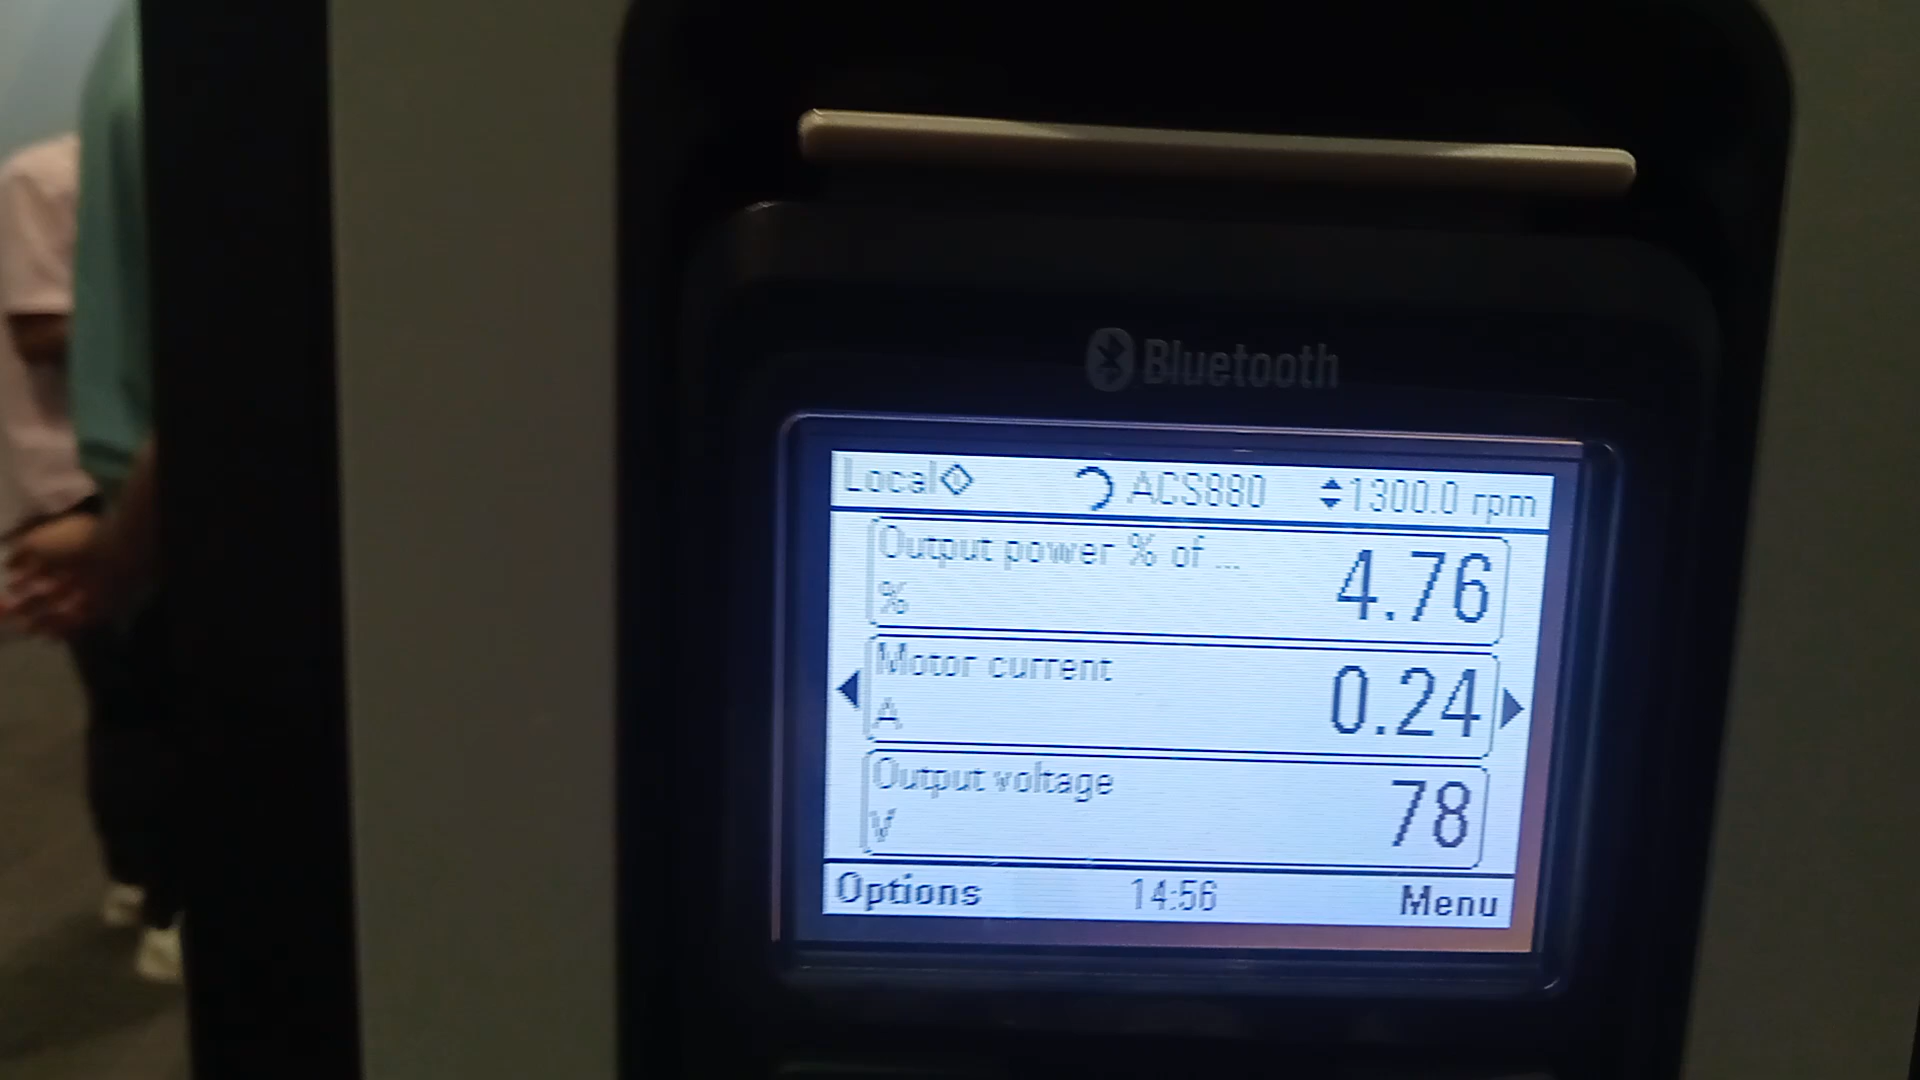 Bluetooth
Local ACS880 1300.0 rpm
Output power % of ... 4.76
%
Motor current 0.24
A
Output voltage 78
V
Options 14:56 Menu